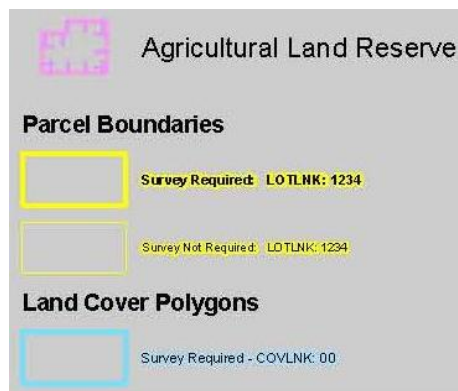 Agricultural Land Reserve
Parcel Boundaries
Survey Required: LOTLNK: 1234
Survey Not Required: LOTLNK: 1234
Land Cover Polygons
Survey Required - COVLNK: 00